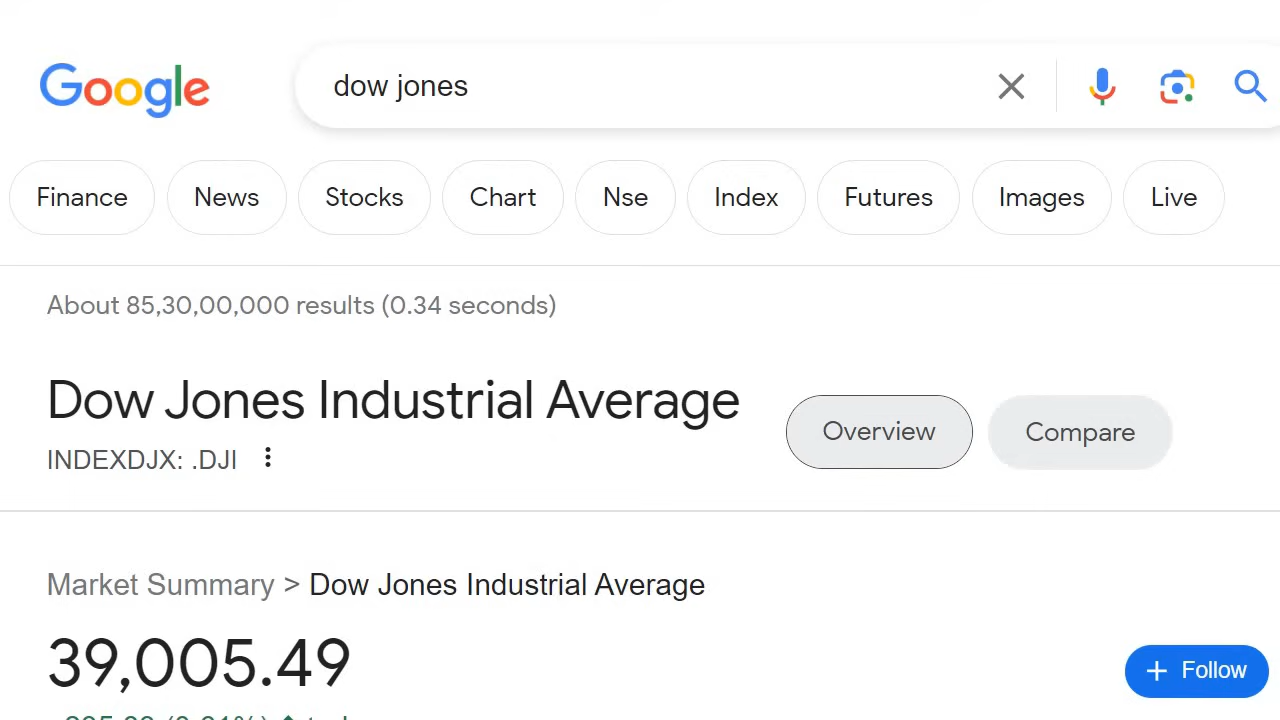 Google
dow jones
Finance News Stocks Chart Nse Index Futures Images Live
About 85,30,00,000 results (0.34 seconds)
Dow Jones Industrial Average
Overview Compare
INDEXDJX: .DJI
Market Summary > Dow Jones Industrial Average
39,005.49
+ Follow